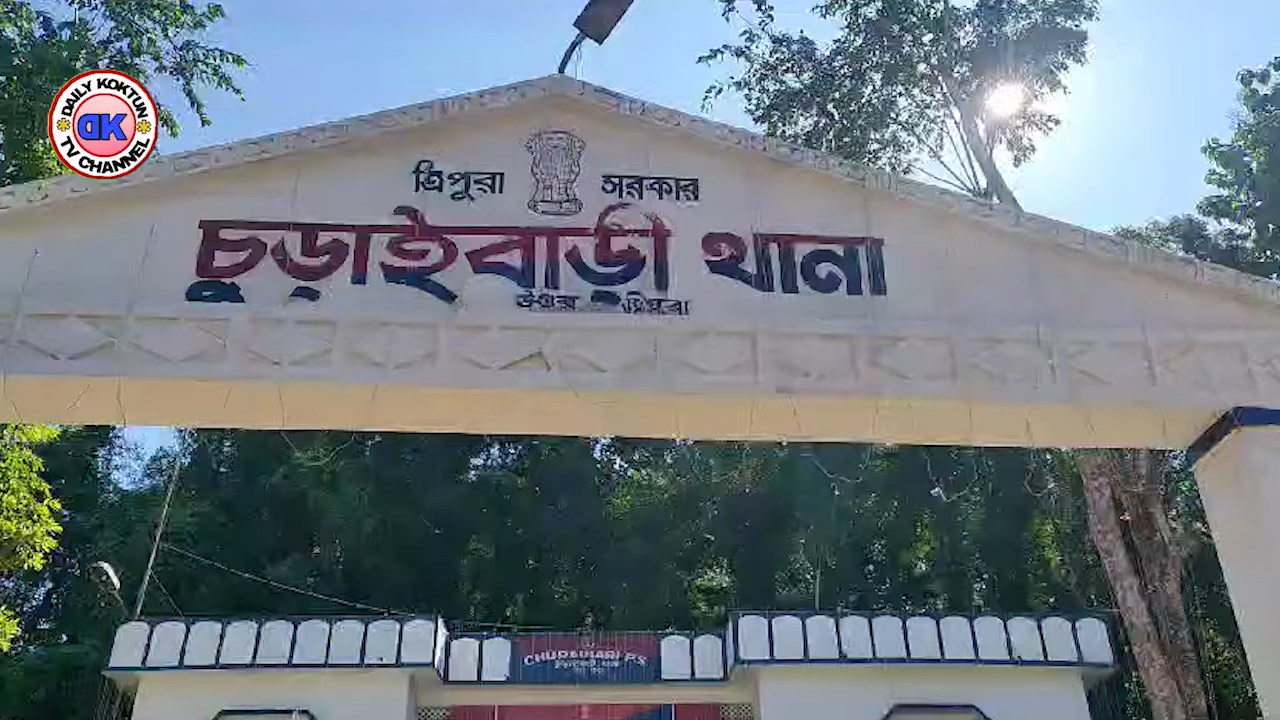 DAILY KOKTUN
DK
TV CHANNEL
ত্রিপুরা সরকার
চুড়াইবাড়ী থানা
উত্তর ত্রিপুরা
CHURAIBARI P.S